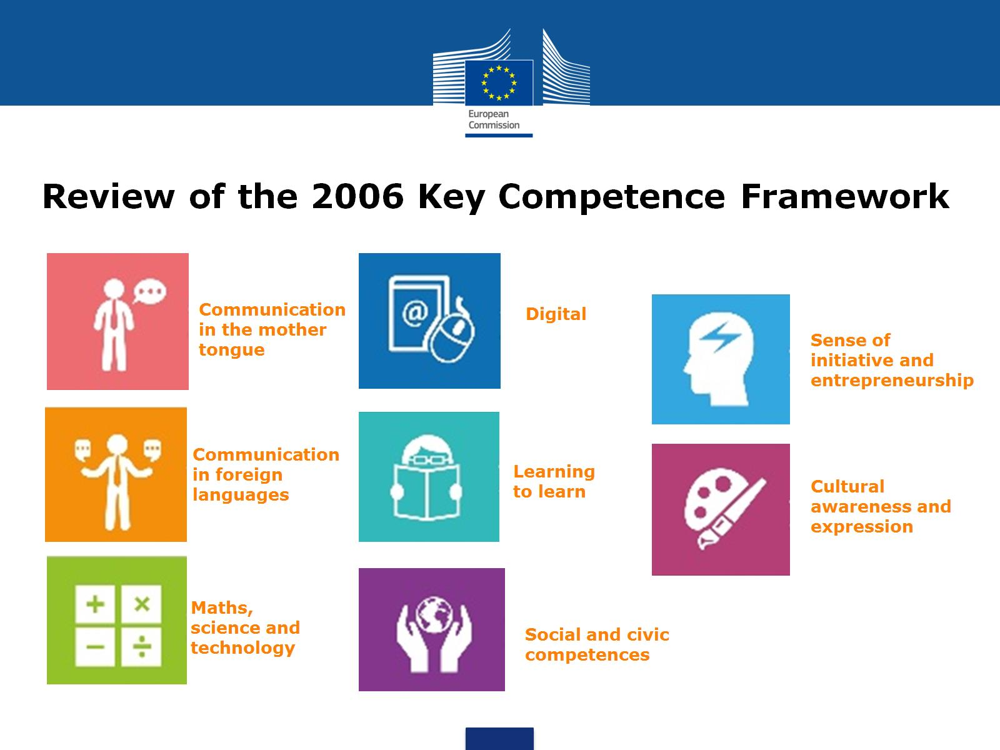 European
Commission
Review of the 2006 Key Competence Framework
Communication
in the mother
tongue
Communication
in foreign
languages
Maths,
science and
technology
@
Digital
Learning
to learn
Social and civic
competences
Sense of
initiative and
entrepreneurship
Cultural
awareness and
expression
+ ×
− ÷